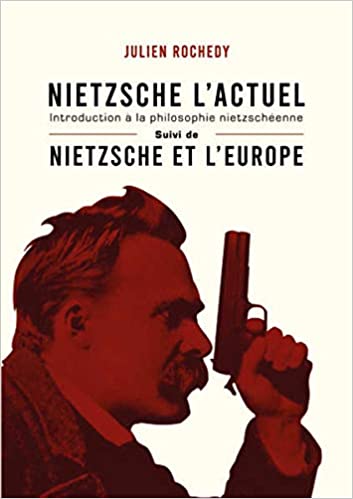 JULIEN ROCHEDY
NIETZSCHE L'ACTUEL
Introduction à la philosophie nietzschéenne
Suivi de
NIETZSCHE ET L'EUROPE